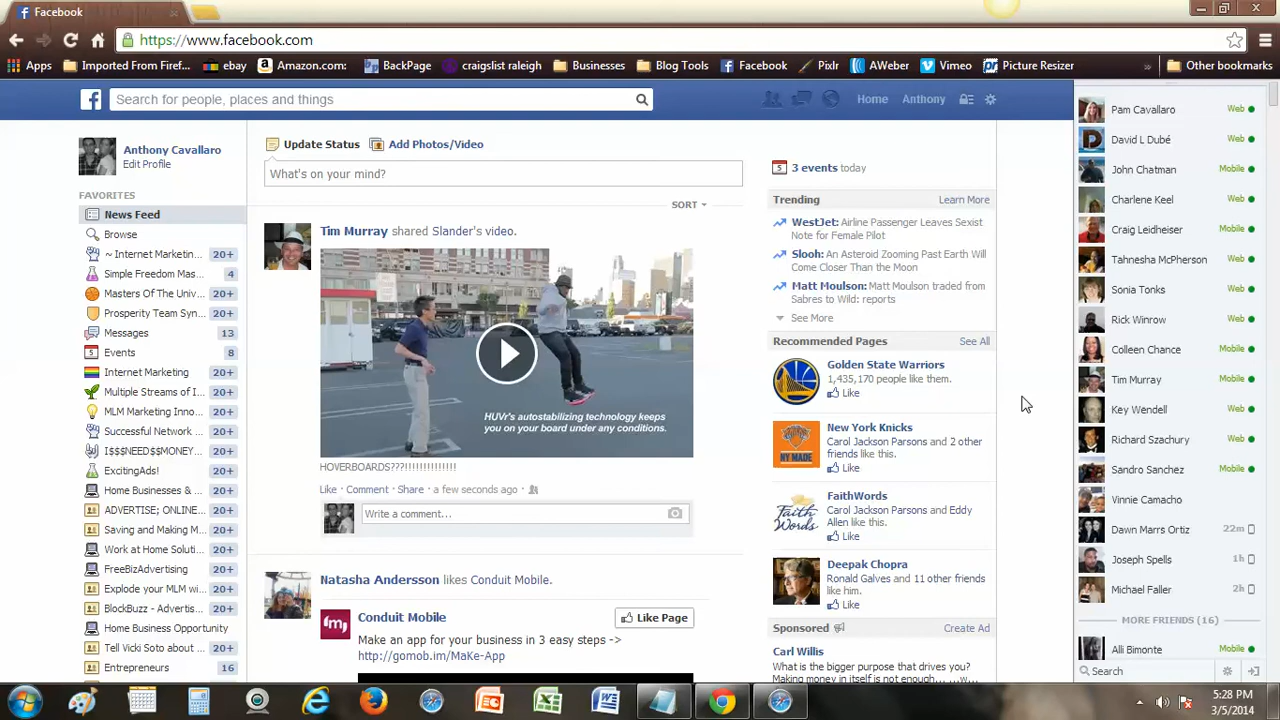 Facebook
https://www.facebook.com
Apps Imported From Firef... ebay Amazon.com: BackPage craigslist raleigh Businesses Blog Tools Facebook Pixlr AWeber Vimeo Picture Resizer » Other bookmarks
Search for people, places and things
Home Anthony
Anthony Cavallaro
Edit Profile
FAVORITES
News Feed
Browse
~ Internet Marketin... 20+
Simple Freedom Mas... 4
Masters Of The Univ... 20+
Prosperity Team Syn... 20+
Messages 13
Events 8
Internet Marketing 20+
Multiple Streams of I... 20+
MLM Marketing Inno... 20+
Successful Network ... 20+
I$$$NEED$$MONEY... 20+
ExcitingAds! 20+
Home Businesses & ... 20+
ADVERTISE; ONLINE... 20+
Saving and Making M... 20+
Work at Home Soluti... 20+
FreeBizAdvertising 20+
Explode your MLM wi... 20+
BlockBuzz - Advertis... 20+
Home Business Opportunity
Tell Vicki Soto about ... 20+
Entrepreneurs 16
Update Status Add Photos/Video
What's on your mind?
SORT
Tim Murray shared Slander's video.
HUVr's autostabilizing technology keeps
you on your board under any conditions.
HOVERBOARDS???!!!!!!!!!!!!!!
Like · Comment · Share · a few seconds ago ·
Write a comment...
Natasha Andersson likes Conduit Mobile.
Conduit Mobile
Like Page
Make an app for your business in 3 easy steps ->
http://gomob.im/MaKe-App
3 events today
Trending Learn More
WestJet: Airline Passenger Leaves Sexist
Note for Female Pilot
Slooh: An Asteroid Zooming Past Earth Will
Come Closer Than the Moon
Matt Moulson: Matt Moulson traded from
Sabres to Wild: reports
See More
Recommended Pages See All
Golden State Warriors
1,435,170 people like them.
Like
NY MADE
New York Knicks
Carol Jackson Parsons and 2 other
friends like this.
Like
Faith Words
FaithWords
Carol Jackson Parsons and Eddy
Allen like this.
Like
Deepak Chopra
Ronald Galves and 11 other friends
like him.
Like
Sponsored Create Ad
Carl Willis
What is the bigger purpose that drives you?
Making money in itself is not enough... ...w...
Pam Cavallaro Web
David L Dubé Web
John Chatman Mobile
Charlene Keel Web
Craig Leidheiser Mobile
Tahnesha McPherson Web
Sonia Tonks Web
Rick Winrow Web
Colleen Chance Mobile
Tim Murray Mobile
Key Wendell Web
Richard Szachury Web
Sandro Sanchez Mobile
Vinnie Camacho
Dawn Marrs Ortiz 22m
Joseph Spells 1h
Michael Faller 2h
MORE FRIENDS (16)
Alli Bimonte Mobile
Search
5:28 PM
3/5/2014